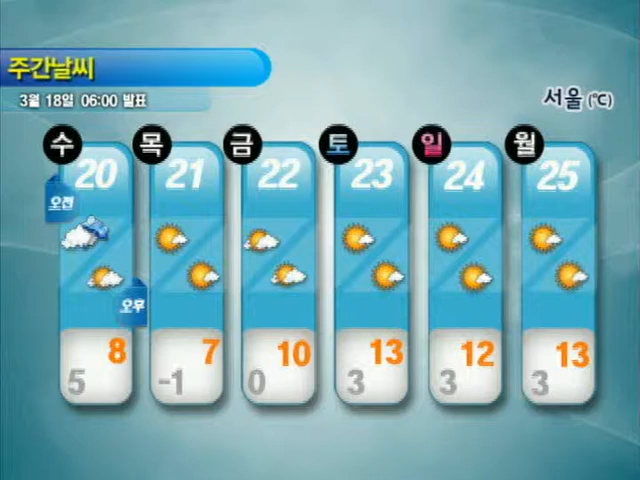 주간날씨
3월 18일 06:00 발표
서울 (℃)
수 목 금 토 일 월
20 21 22 23 24 25
오전
오후
8 7 10 13 12 13
5 -1 0 3 3 3